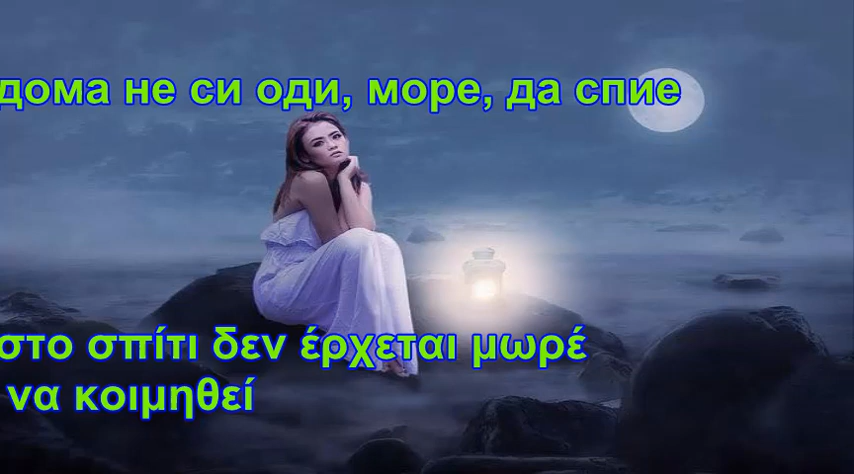 дома не си оди, море, да спие
στο σπίτι δεν έρχεται μωρέ
να κοιμηθεί